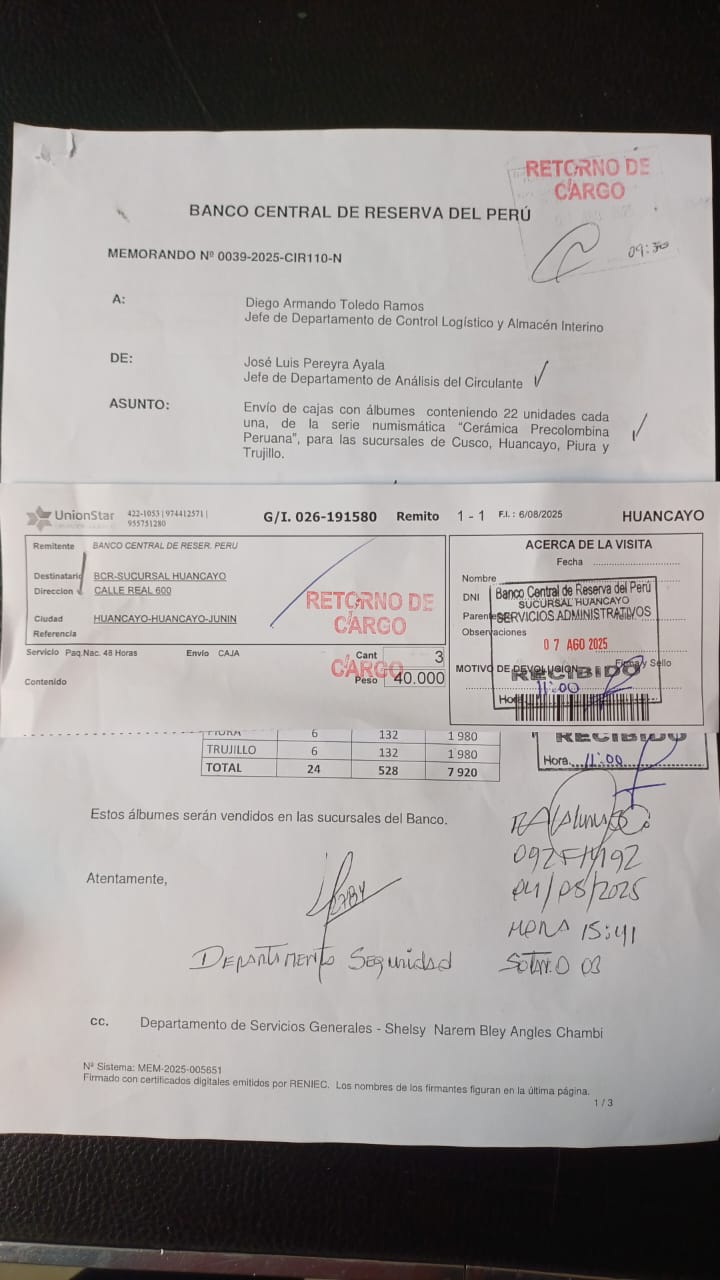 RETORNO DE
CARGO
09:30
BANCO CENTRAL DE RESERVA DEL PERÚ
MEMORANDO Nº 0039-2025-CIR110-N
A: Diego Armando Toledo Ramos
Jefe de Departamento de Control Logístico y Almacén Interino
DE: José Luis Pereyra Ayala
Jefe de Departamento de Análisis del Circulante
ASUNTO: Envío de cajas con álbumes conteniendo 22 unidades cada
una, de la serie numismática "Cerámica Precolombina
Peruana", para las sucursales de Cusco, Huancayo, Piura y
Trujillo.
UnionStar 422-1053 | 974412571 |
955751280
G/I. 026-191580 Remito 1 - 1 F.I. : 6/08/2025 HUANCAYO
Remitente BANCO CENTRAL DE RESER. PERU
Destinatario BCR-SUCURSAL HUANCAYO
Direccion CALLE REAL 600
Ciudad HUANCAYO-HUANCAYO-JUNIN
Referencia
RETORNO DE
CARGO
Servicio Paq.Nac. 48 Horas Envío CAJA Cant 3
CARGO
Peso 40.000
Contenido
ACERCA DE LA VISITA
Fecha
Nombre
DNI
Observaciones
MOTIVO DE DEVOLUCION Firma y Sello
Hora
Banco Central de Reserva del Perú
SUCURSAL HUANCAYO
SERVICIOS ADMINISTRATIVOS
07 AGO 2025
RECIBIDO
11:00
PIURA 6 132 1 980
TRUJILLO 6 132 1 980
TOTAL 24 528 7 920
RECIBIDO
Hora. 11:00
Estos álbumes serán vendidos en las sucursales del Banco.
Atentamente,
04/08/2025
HORA 15:41
SOTANO 03
DEPARTAMENTO SEGURIDAD
cc. Departamento de Servicios Generales - Shelsy Narem Bley Angles Chambi
Nº Sistema: MEM-2025-005651
Firmado con certificados digitales emitidos por RENIEC. Los nombres de los firmantes figuran en la última página.
1 / 3